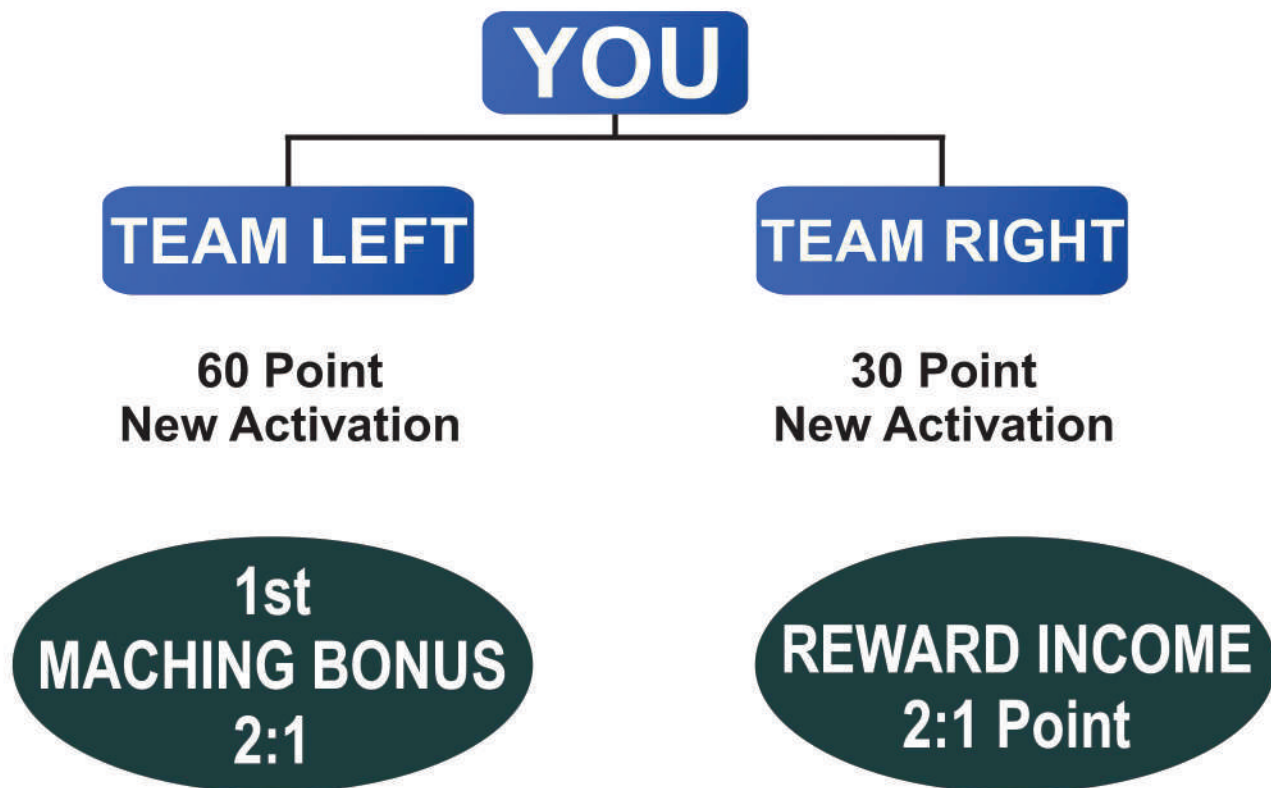 YOU
TEAM LEFT
TEAM RIGHT
60 Point
New Activation
30 Point
New Activation
1st
MACHING BONUS
2:1
REWARD INCOME
2:1 Point